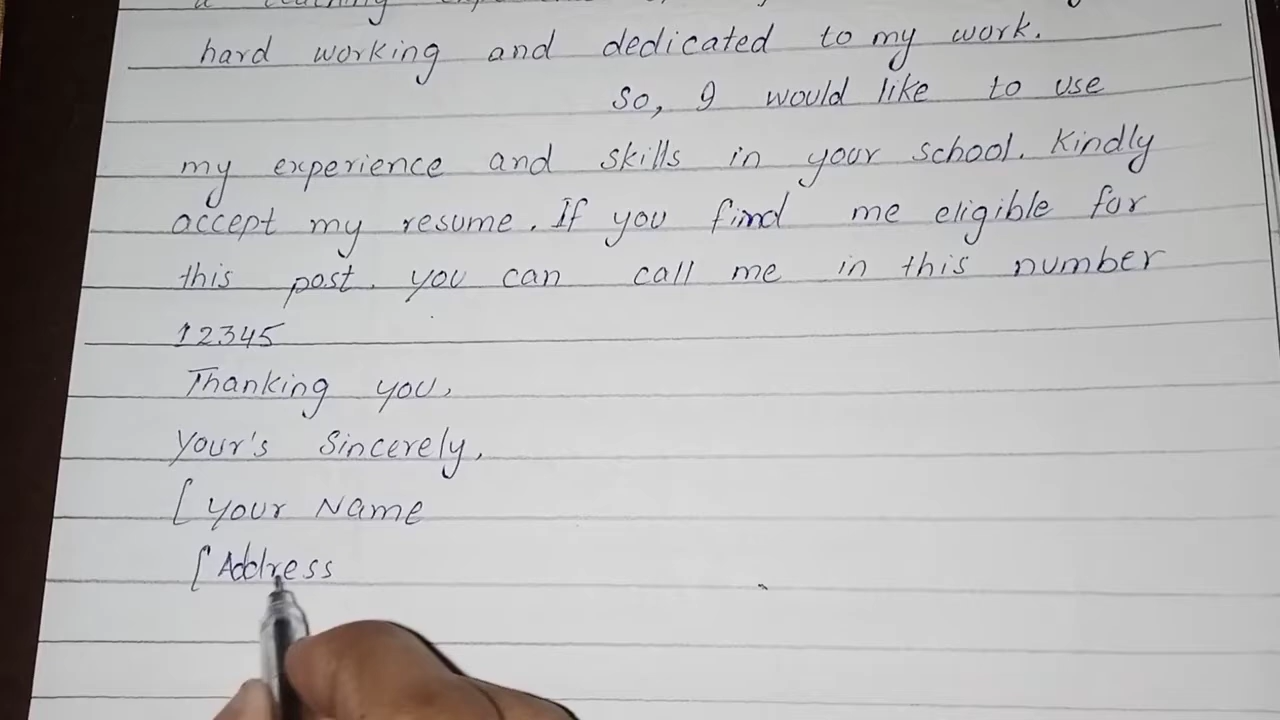 a teaching
hard working and dedicated to my work.
So, I would like to use
my experience and skills in your school. Kindly
accept my resume. If you find me eligible for
this post. you can call me in this number
12345
Thanking you,
Your's Sincerely,
[Your Name
[Address